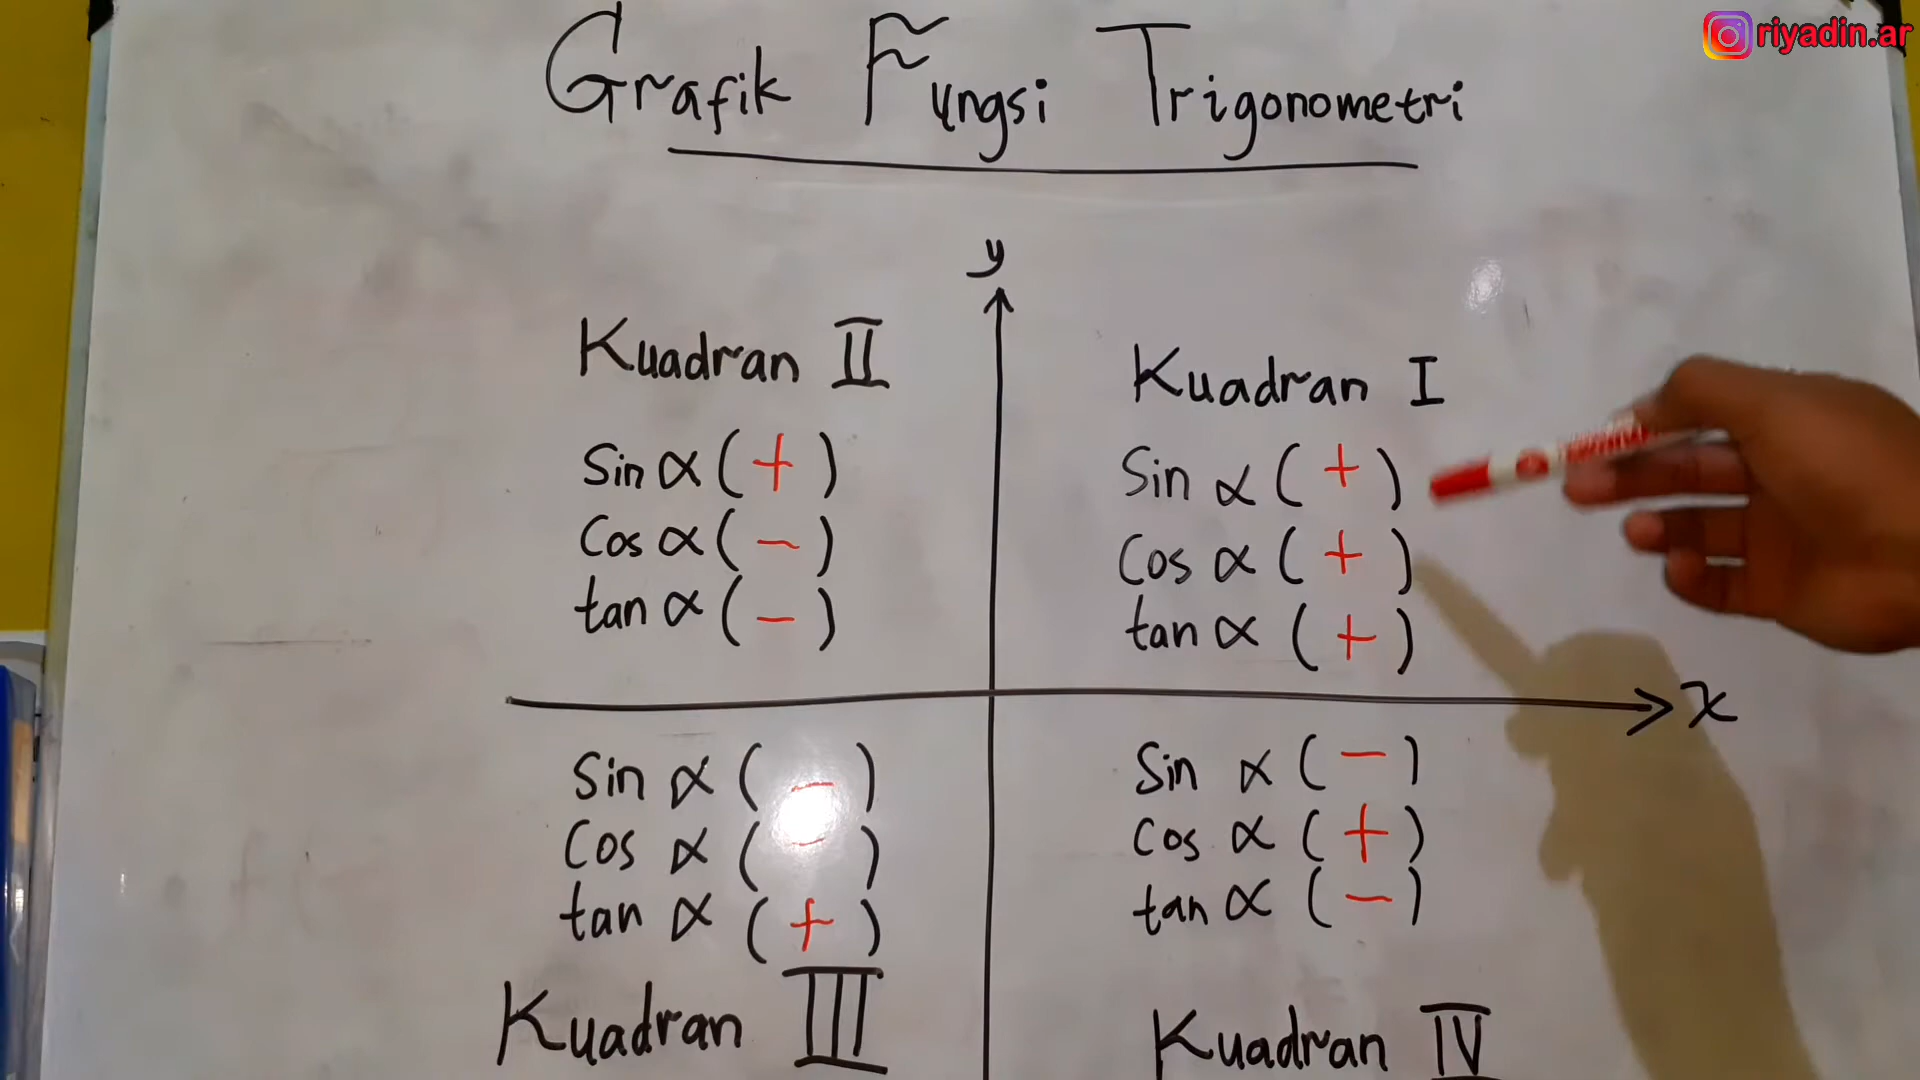 riyadin.ar
Grafik Fungsi Trigonometri
y
Kuadran II
Sin α (+)
Cos α (-)
tan α (-)
Kuadran I
Sin α (+)
Cos α (+)
tan α (+)
x
Sin α (-)
Cos α (-)
tan α (+)
Kuadran III
Sin α (-)
Cos α (+)
tan α (-)
Kuadran IV